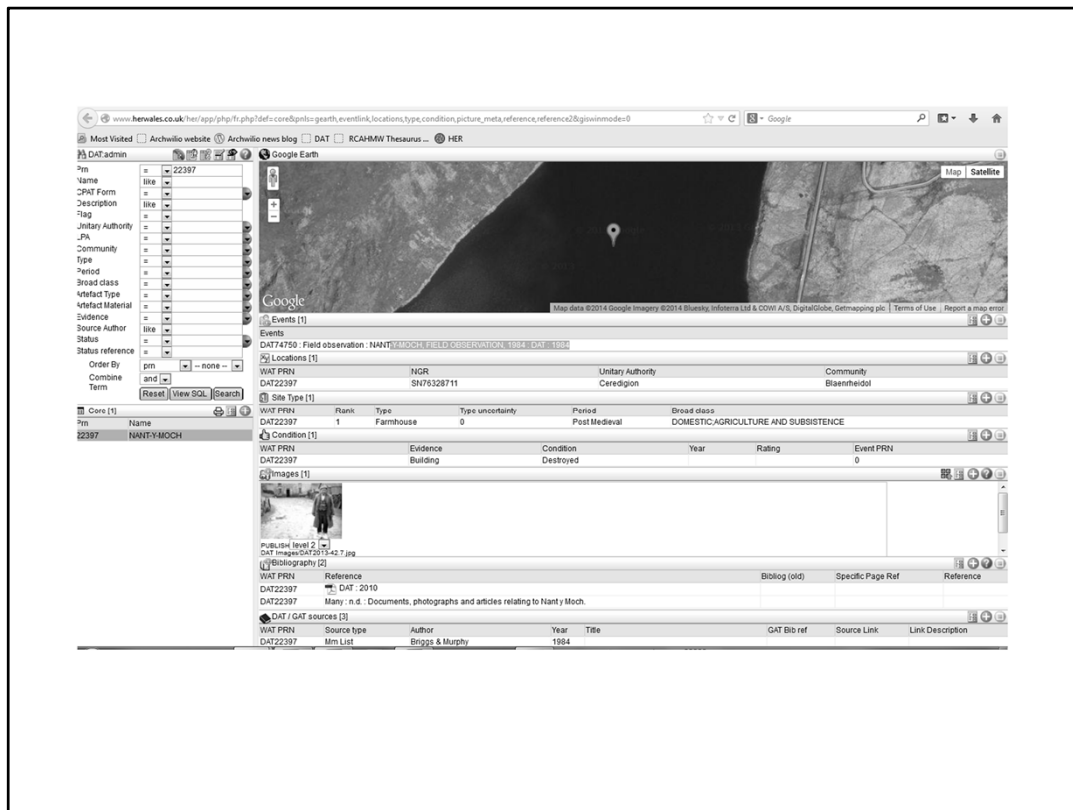 www.herwales.co.uk/her/app/php/fr.php?def=core&pnls=gearth,eventlink,locations,type,condition,picture_meta,reference,reference2&giswinmode=0
Google
Most Visited Archwilio website Archwilio news blog DAT RCAHMW Thesaurus ... HER
DAT:admin
Prn = 22397
Name like
CPAT Form =
Description like
Flag =
Unitary Authority =
LPA =
Community =
Type =
Period =
Broad class =
Artefact Type =
Artefact Material =
Evidence =
Source Author like
Status =
Status reference =
Order By prn -- none --
Combine Term and
Reset View SQL Search
Core [1]
Prn Name
22397 NANT-Y-MOCH
Google Earth
Map Satellite
Google
Map data ©2014 Google Imagery ©2014 Bluesky, Infoterra Ltd & COWI A/S, DigitalGlobe, Getmapping plc Terms of Use Report a map error
Events [1]
Events
DAT74750 : Field observation : NANT-Y-MOCH, FIELD OBSERVATION, 1984 : DAT : 1984
Locations [1]
WAT PRN NGR Unitary Authority Community
DAT22397 SN76328711 Ceredigion Blaenrheidol
Site Type [1]
WAT PRN Rank Type Type uncertainty Period Broad class
DAT22397 1 Farmhouse 0 Post Medieval DOMESTIC;AGRICULTURE AND SUBSISTENCE
Condition [1]
WAT PRN Evidence Condition Year Rating Event PRN
DAT22397 Building Destroyed 0
Images [1]
PUBLISH level 2
DAT Images/DAT2013-42.7.jpg
Bibliography [2]
WAT PRN Reference Bibliog (old) Specific Page Ref Reference
DAT22397 DAT : 2010
DAT22397 Many : n.d. : Documents, photographs and articles relating to Nant y Moch.
DAT / GAT sources [3]
WAT PRN Source type Author Year Title GAT Bib ref Source Link Link Description
DAT22397 Mm List Briggs & Murphy 1984